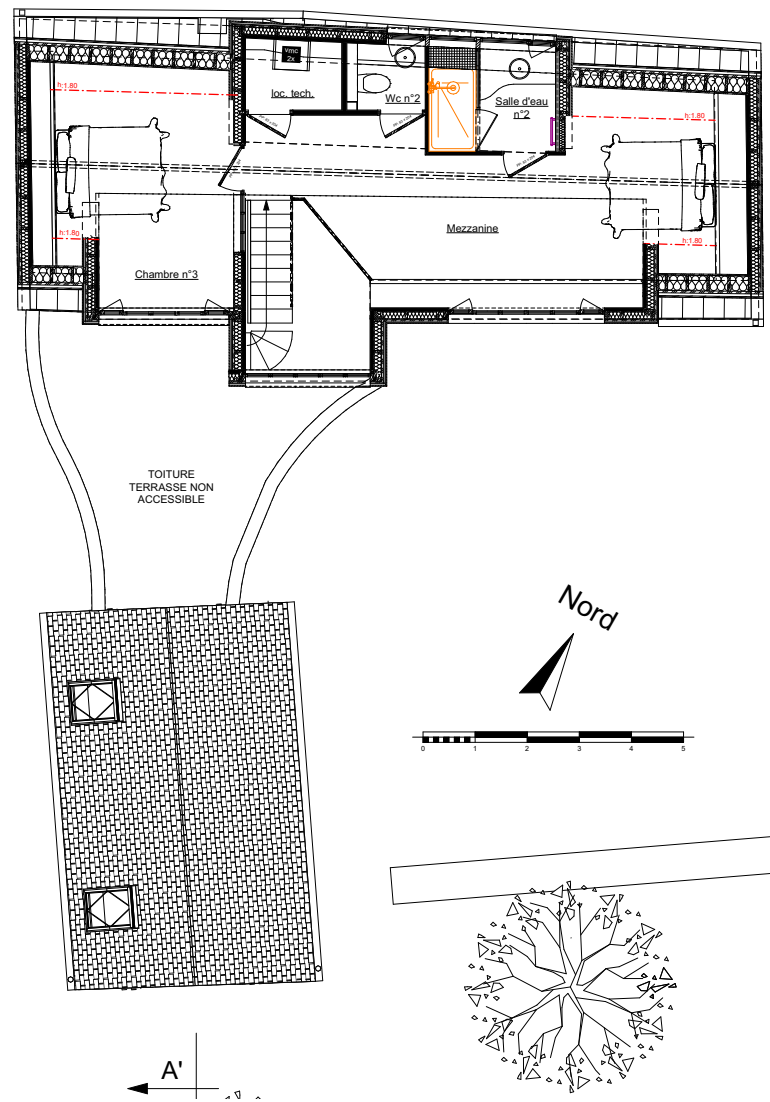 h:1.80
vmc
2x
loc. tech.
Wc n°2
Salle d'eau
n°2
h:1.80
h:1.80
Chambre n°3
Mezzanine
h:1.80
TOITURE
TERRASSE NON
ACCESSIBLE
Nord
0 1 2 3 4 5
A'